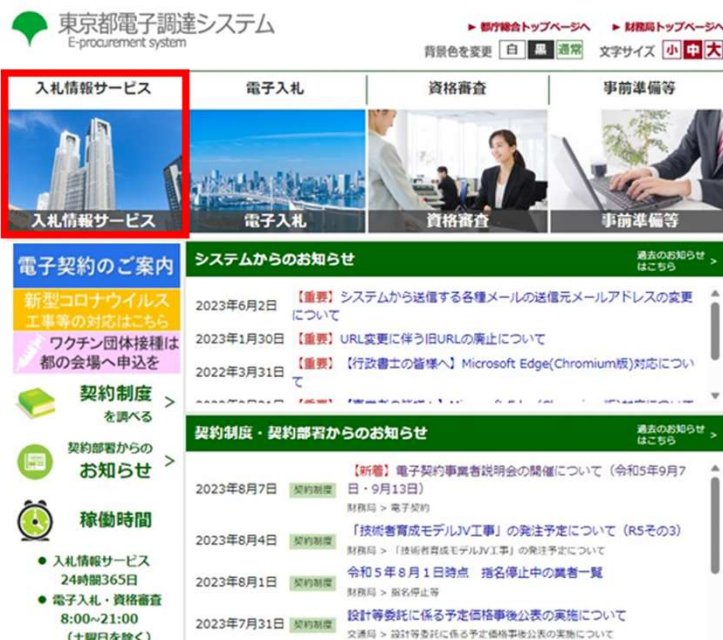 東京都電子調達システム
E-procurement system
都庁総合トップページへ
財務局トップページへ
背景色を変更 白 黒 通常 文字サイズ 小 中 大
入札情報サービス
電子入札
資格審査
事前準備等
入札情報サービス
電子入札
資格審査
事前準備等
電子契約のご案内
新型コロナウイルス
工事等の対応はこちら
ワクチン団体接種は
都の会場へ申込を
契約制度
を調べる
契約部署からの
お知らせ
稼働時間
● 入札情報サービス
24時間365日
● 電子入札・資格審査
8:00~21:00
(土曜日を除く)
システムからのお知らせ
過去のお知らせ
はこちら
2023年6月2日 【重要】システムから送信する各種メールの送信元メールアドレスの変更
について
2023年1月30日 【重要】URL変更に伴う旧URLの廃止について
2022年3月31日 【重要】【行政書士の皆様へ】Microsoft Edge(Chromium版)対応につい
て
契約制度・契約部署からのお知らせ
過去のお知らせ
はこちら
2023年8月7日 契約制度 【新着】電子契約事業者説明会の開催について(令和5年9月7
日・9月13日)
財務局 > 電子契約
2023年8月4日 契約制度 「技術者育成モデルJV工事」の発注予定について(R5その3)
財務局 > 「技術者育成モデルJV工事」の発注予定について
2023年8月1日 契約制度 令和5年8月1日時点 指名停止中の業者一覧
財務局 > 指名停止等
2023年7月31日 契約制度 設計等委託に係る予定価格事後公表の実施について
交通局 > 設計等委託に係る予定価格事後公表の実施について